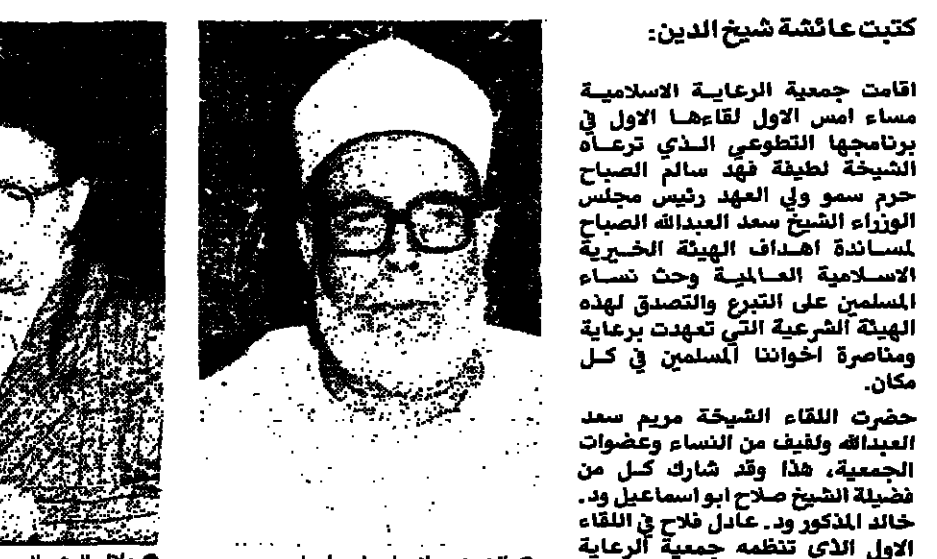 كتبت عائشة شيخ الدين:
اقامت جمعية الرعاية الاسلامية
مساء امس الاول لقاءها الاول في
برنامجها التطوعي الذي ترعاه
الشيخة لطيفة فهد سالم الصباح
حرم سمو ولي العهد رئيس مجلس
الوزراء الشيخ سعد العبدالله الصباح
لمساندة اهداف الهيئة الخيرية
الاسلامية العالمية وحث نساء
المسلمين على التبرع والتصدق لهذه
الهيئة الشرعية التي تعهدت برعاية
ومناصرة اخواننا المسلمين في كل
مكان.
حضرت اللقاء الشيخة مريم سعد
العبدالله ولفيف من النساء وعضوات
الجمعية، هذا وقد شارك كل من
فضيلة الشيخ صلاح ابو اسماعيل ود.
خالد المذكور ود. عادل فلاح في اللقاء
الاول الذي تنظمه جمعية الرعاية